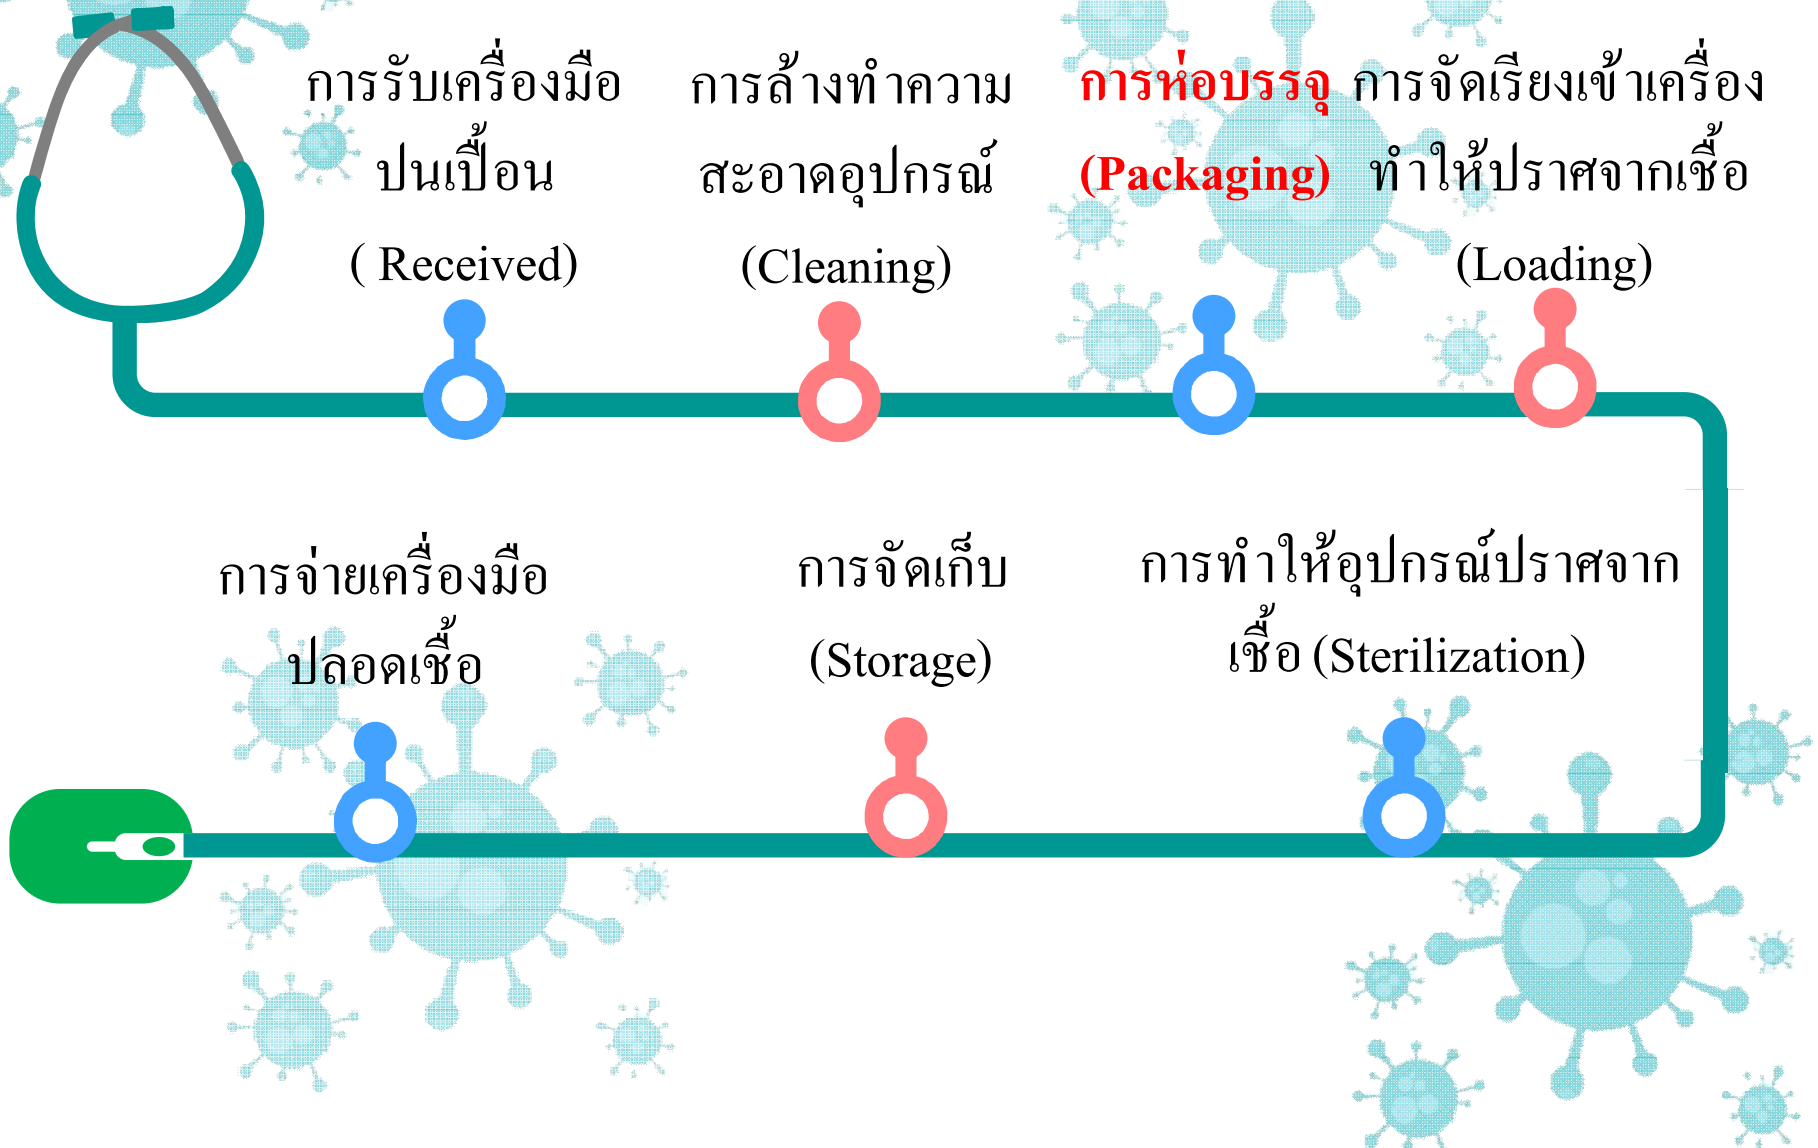 การรับเครื่องมือ
ปนเปื้อน
( Received)
การล้างทำความ
สะอาดอุปกรณ์
(Cleaning)
การห่อบรรจุ
(Packaging)
การจัดเรียงเข้าเครื่อง
ทำให้ปราศจากเชื้อ
(Loading)
การจ่ายเครื่องมือ
ปลอดเชื้อ
การจัดเก็บ
(Storage)
การทำให้อุปกรณ์ปราศจาก
เชื้อ (Sterilization)